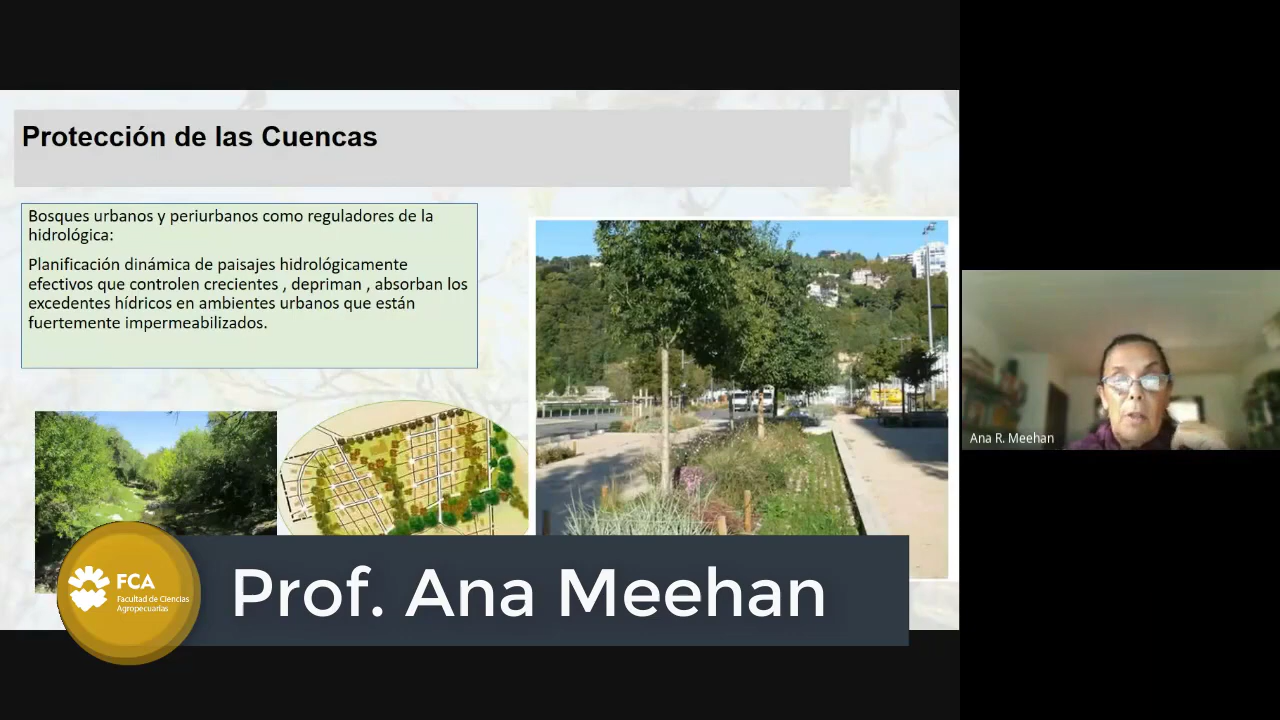 Protección de las Cuencas
Bosques urbanos y periurbanos como reguladores de la
hidrológica:
Planificación dinámica de paisajes hidrológicamente
efectivos que controlen crecientes , depriman , absorban los
excedentes hídricos en ambientes urbanos que están
fuertemente impermeabilizados.
Ana R. Meehan
FCA
Facultad de Ciencias
Agropecuarias
Prof. Ana Meehan